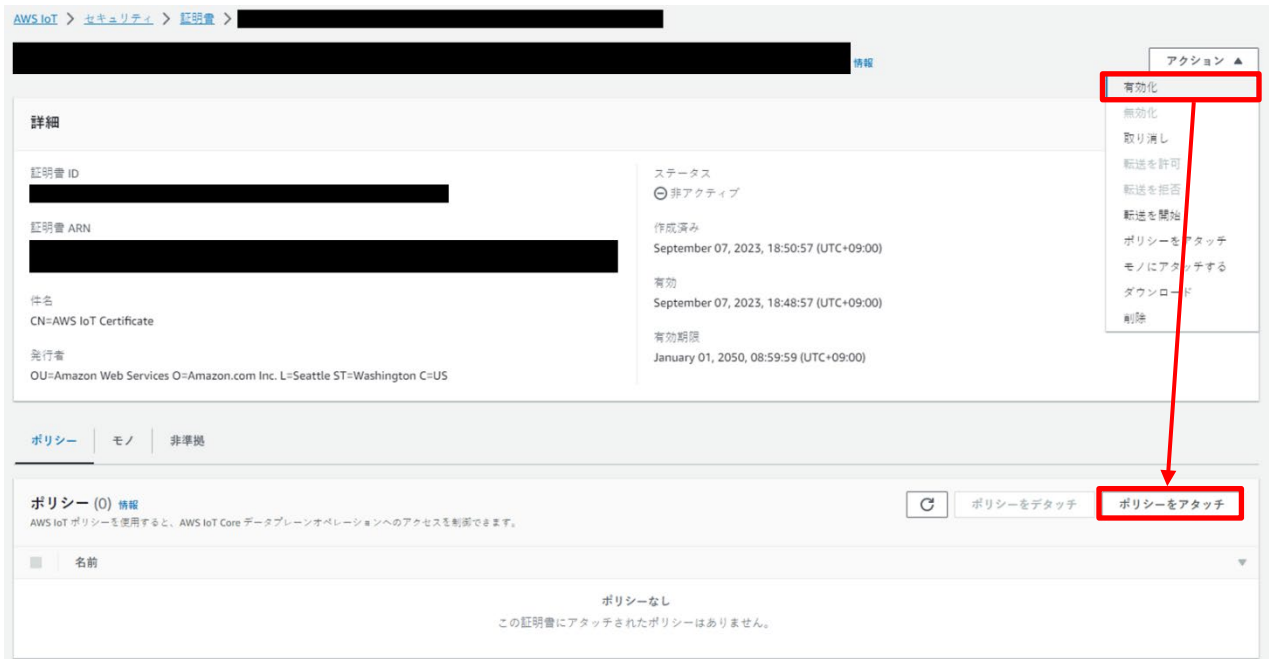 AWS IoT > セキュリティ > 証明書 >
情報
アクション ▲
有効化
無効化
取り消し
転送を許可
転送を拒否
転送を開始
ポリシーをアタッチ
モノにアタッチする
ダウンロード
削除
詳細
証明書 ID
証明書 ARN
件名
CN=AWS IoT Certificate
発行者
OU=Amazon Web Services O=Amazon.com Inc. L=Seattle ST=Washington C=US
ステータス
非アクティブ
作成済み
September 07, 2023, 18:50:57 (UTC+09:00)
有効
September 07, 2023, 18:48:57 (UTC+09:00)
有効期限
January 01, 2050, 08:59:59 (UTC+09:00)
ポリシー モノ 非準拠
ポリシー (0) 情報
AWS IoT ポリシーを使用すると、AWS IoT Core データプレーンオペレーションへのアクセスを制御できます。
ポリシーをデタッチ
ポリシーをアタッチ
名前
ポリシーなし
この証明書にアタッチされたポリシーはありません。